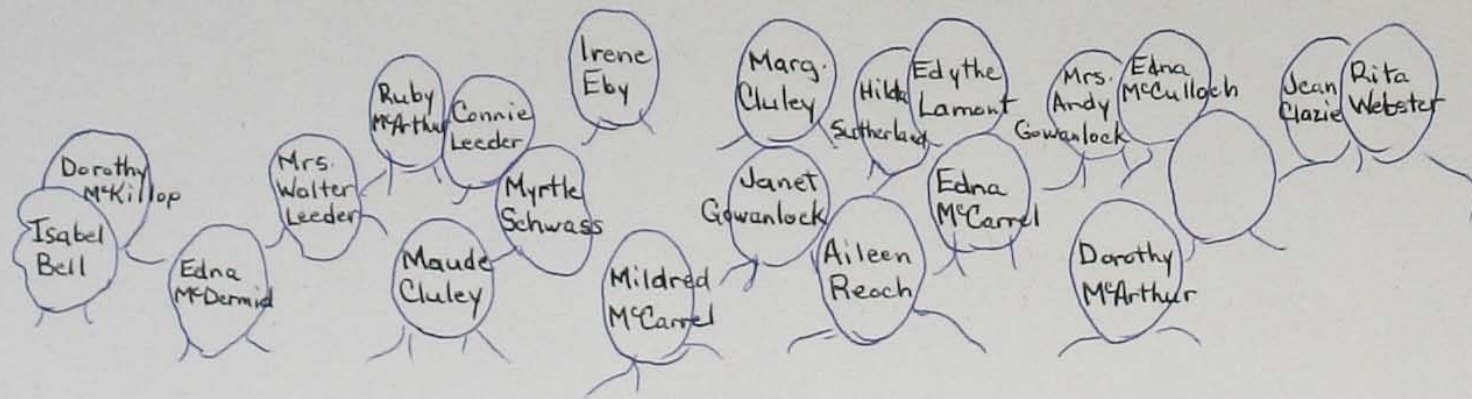 Irene
Eby
Marg.
Cluley
Hilda
Sutherland
Edythe
Lamont
Mrs.
Andy
Gowanlock
Edna
McCulloch
Jean
Clazie
Rita
Webster
Ruby
McArthur
Connie
Leeder
Dorothy
McKillop
Mrs.
Walter
Leeder
Myrtle
Schwass
Janet
Gowanlock
Edna
McCarrel
Isabel
Bell
Edna
McDermid
Maude
Cluley
Mildred
McCarrel
Aileen
Reoch
Dorothy
McArthur